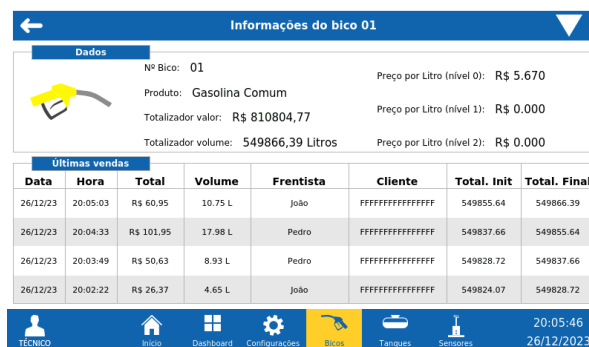 Informações do bico 01
Dados
Nº Bico: 01
Produto: Gasolina Comum
Totalizador valor: R$ 810804,77
Totalizador volume: 549866,39 Litros
Preço por Litro (nível 0): R$ 5.670
Preço por Litro (nível 1): R$ 0.000
Preço por Litro (nível 2): R$ 0.000
Últimas vendas
Data Hora Total Volume Frentista Cliente Total. Init Total. Final
26/12/23 20:05:03 R$ 60,95 10.75 L João FFFFFFFFFFFFFFFF 549855.64 549866.39
26/12/23 20:04:33 R$ 101,95 17.98 L Pedro FFFFFFFFFFFFFFFF 549837.66 549855.64
26/12/23 20:03:49 R$ 50,63 8.93 L Pedro FFFFFFFFFFFFFFFF 549828.72 549837.66
26/12/23 20:02:22 R$ 26,37 4.65 L João FFFFFFFFFFFFFFFF 549824.07 549828.72
TÉCNICO Início Dashboard Configurações Bicos Tanques Sensores
20:05:46
26/12/2023